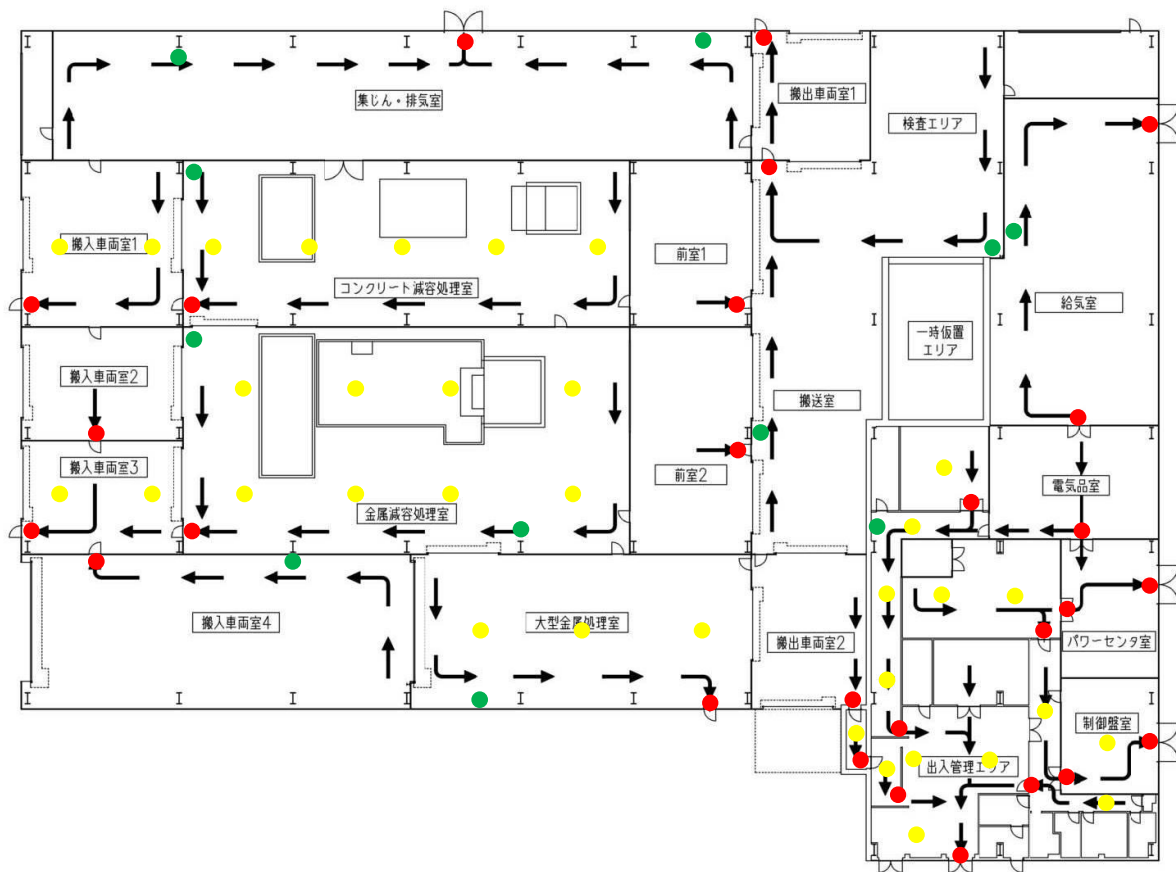 搬出車両室1
集じん・排気室
検査エリア
搬入車両室1
前室1
コンクリート減容処理室
給気室
一時仮置
エリア
搬入車両室2
搬送室
搬入車両室3
前室2
電気品室
金属減容処理室
搬入車両室4
大型金属処理室
搬出車両室2
パワーセンタ室
制御盤室
出入管理エリア